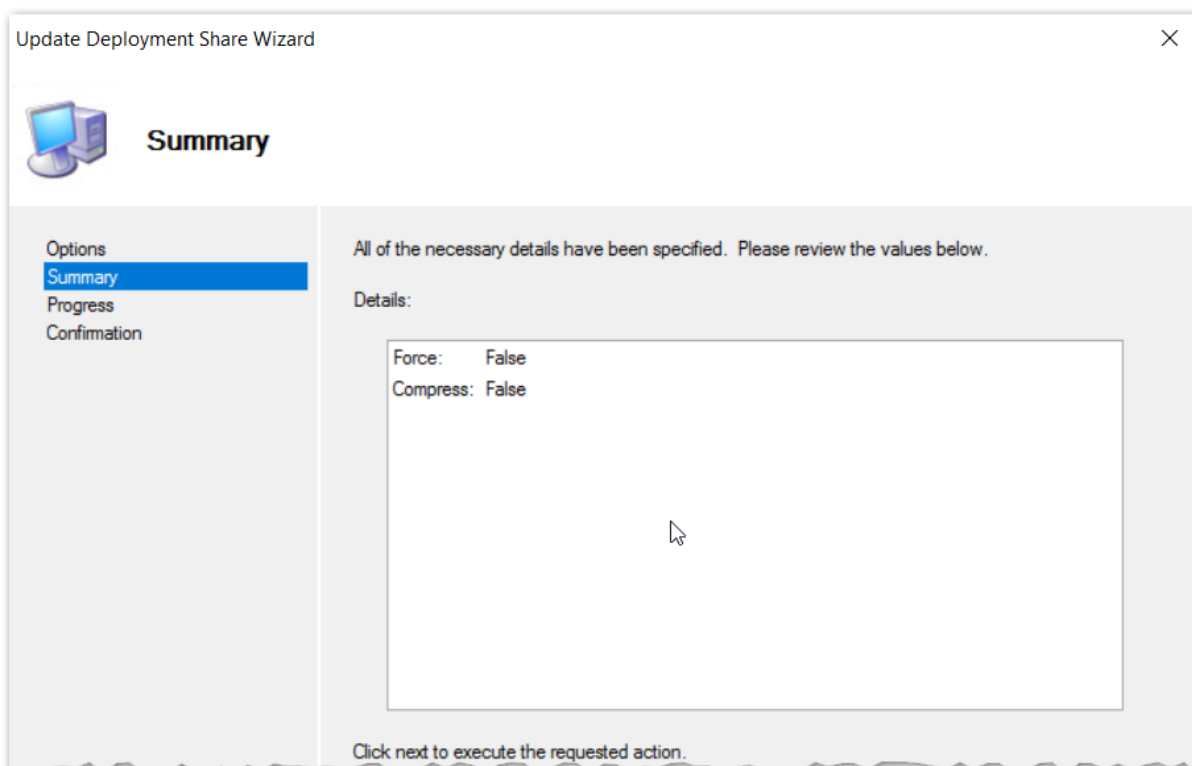 Update Deployment Share Wizard
Summary
Options
Summary
Progress
Confirmation
All of the necessary details have been specified.  Please review the values below.
Details:
Force: False
Compress: False
Click next to execute the requested action.